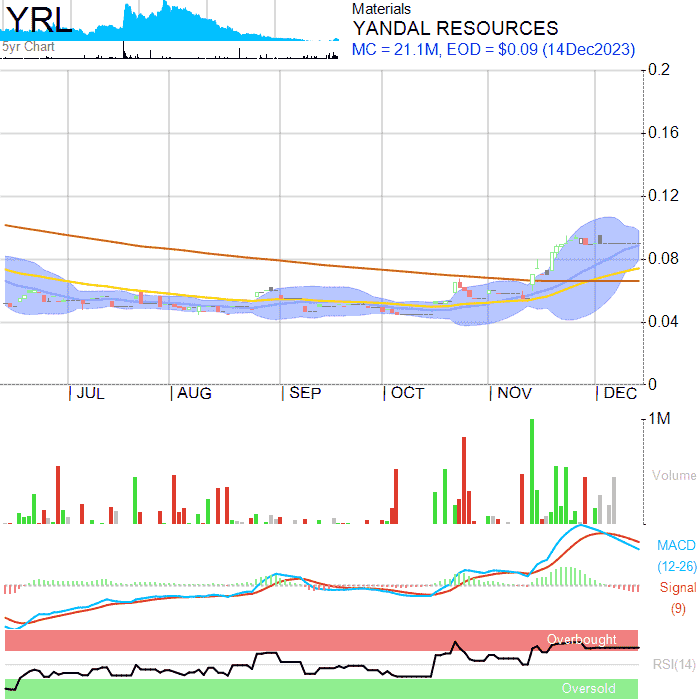 YRL
5yr Chart
Materials
YANDAL RESOURCES
MC = 21.1M, EOD = $0.09 (14Dec2023)
0.2
0.16
0.12
0.08
0.04
0
JUL AUG SEP OCT NOV DEC
1M
Volume
MACD
(12-26)
Signal
(9)
Overbought
RSI(14)
Oversold